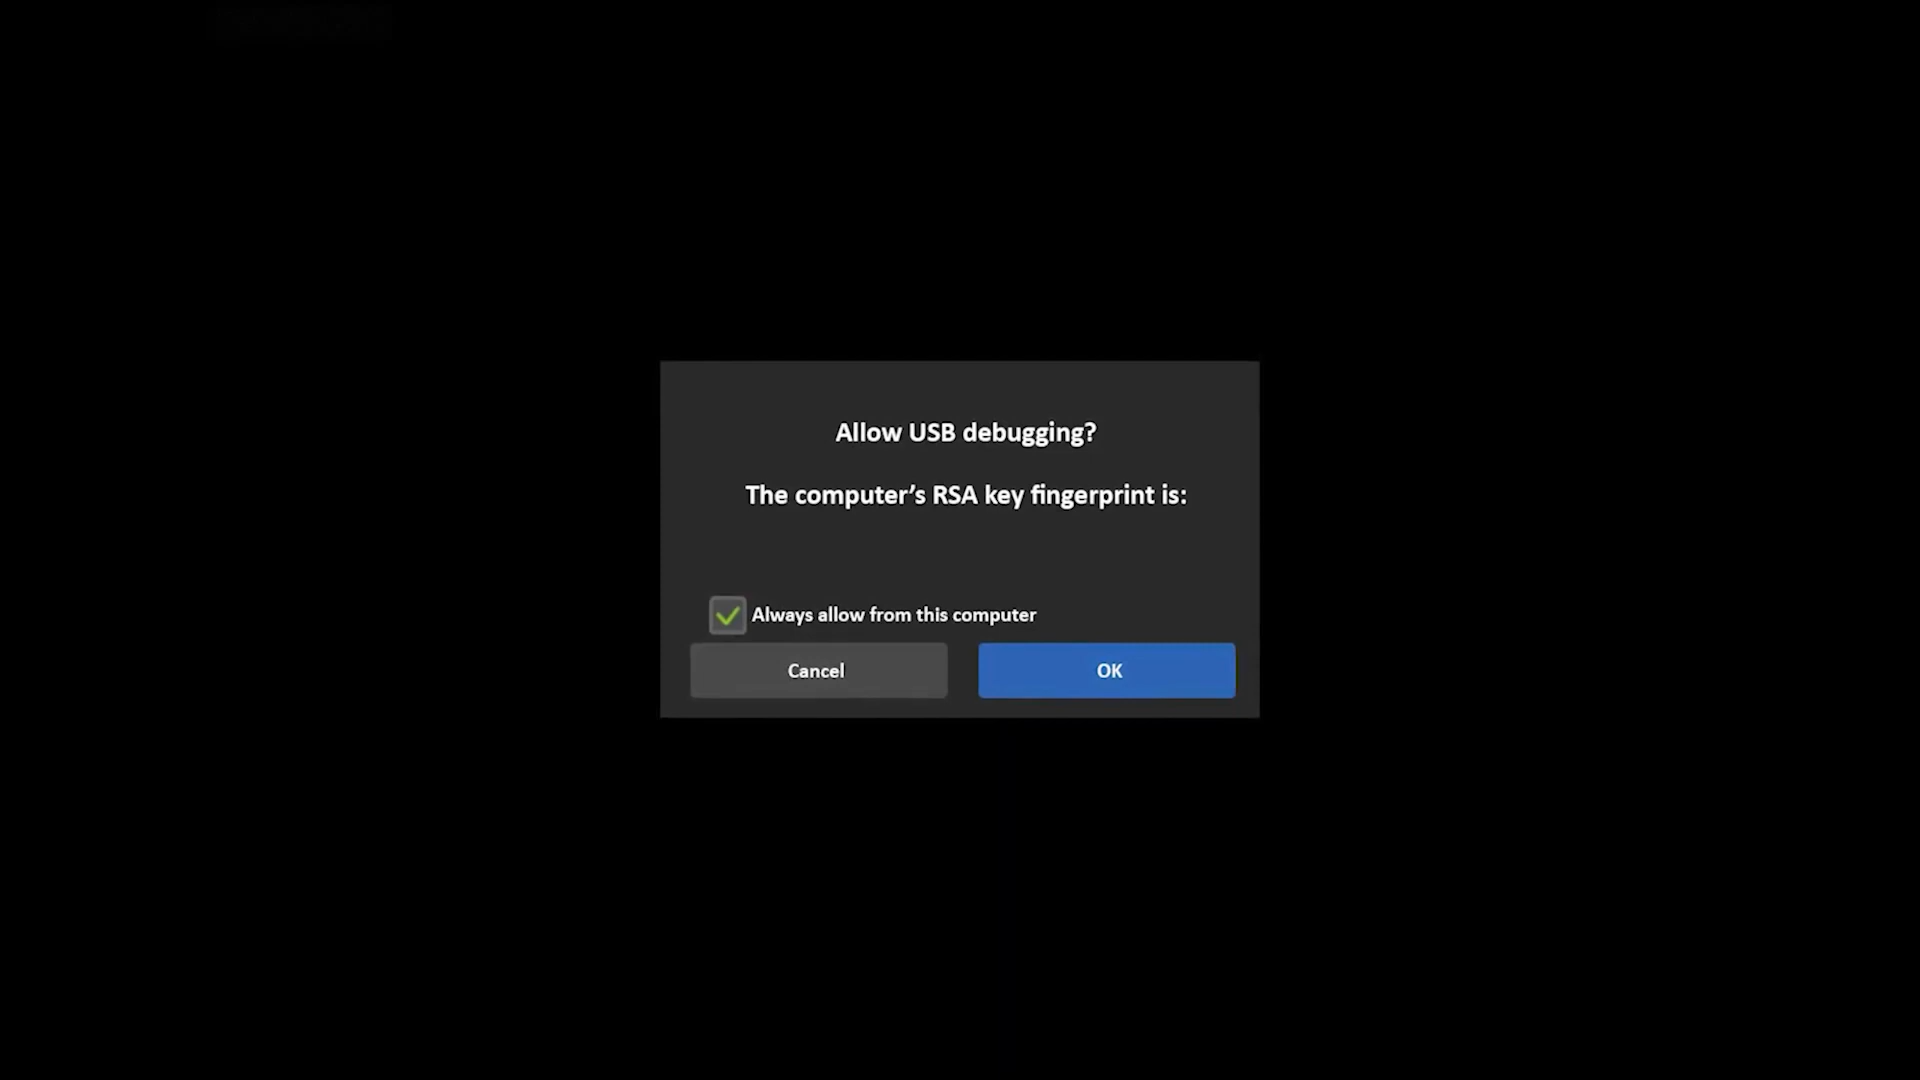 Allow USB debugging?
The computer’s RSA key fingerprint is:
Always allow from this computer
Cancel
OK